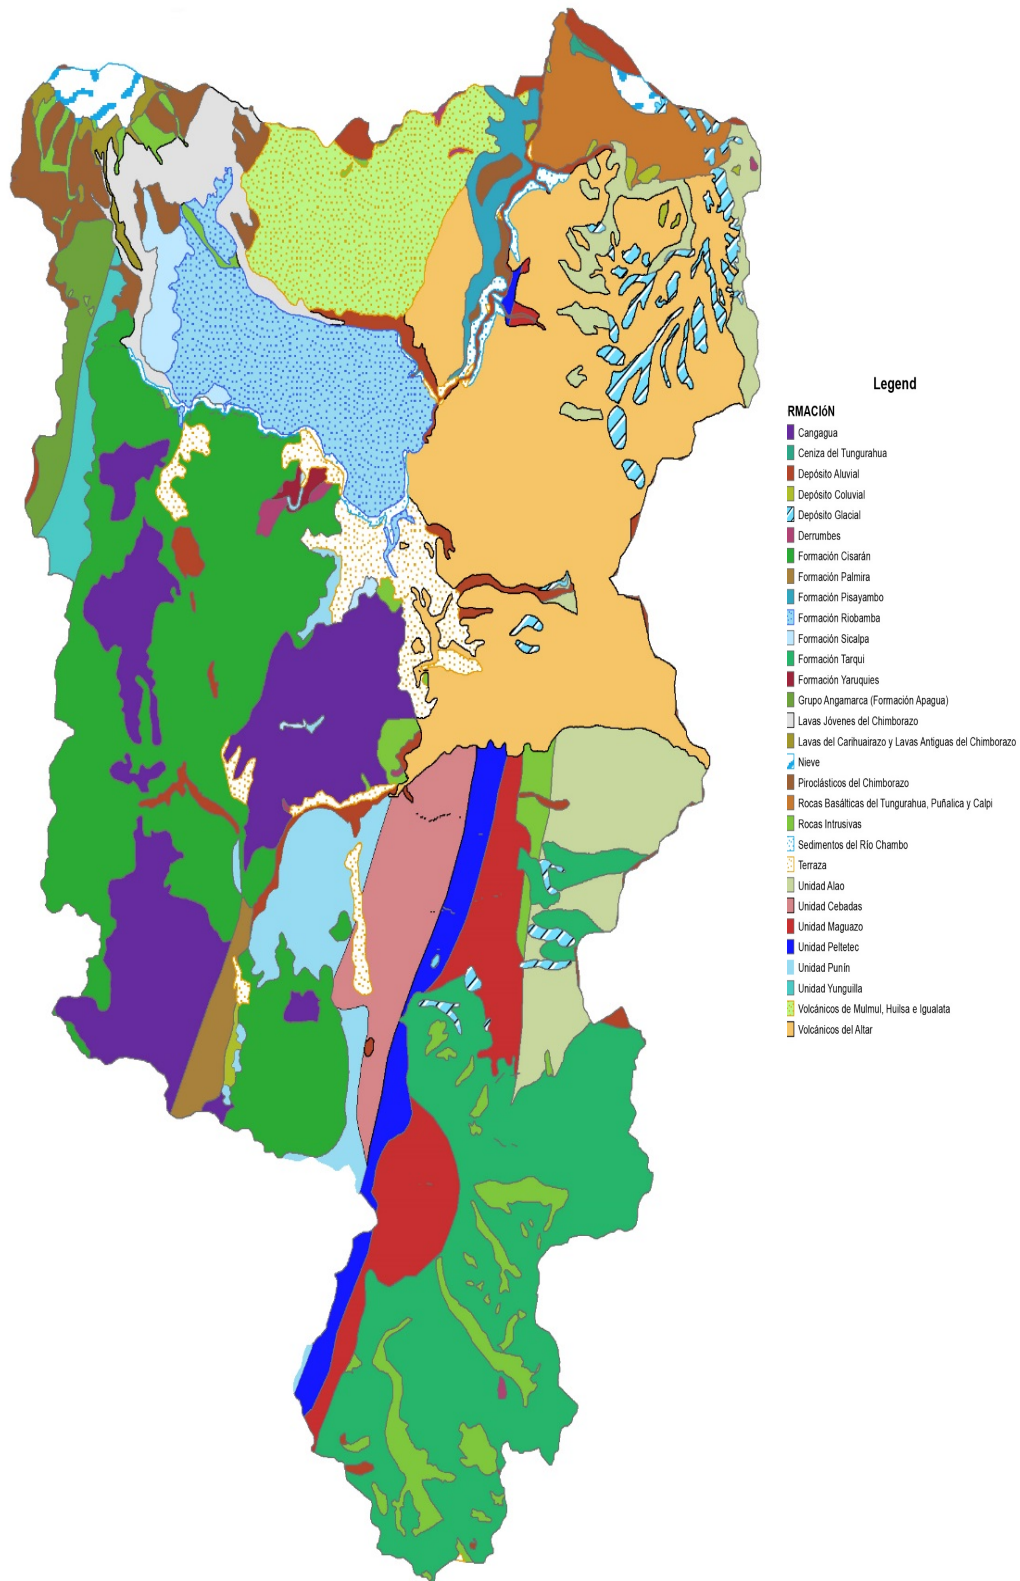 Legend
RMACIóN
Cangagua
Ceniza del Tungurahua
Depósito Aluvial
Depósito Coluvial
Depósito Glacial
Derrumbes
Formación Cisarán
Formación Palmira
Formación Pisayambo
Formación Riobamba
Formación Sicalpa
Formación Tarqui
Formación Yaruquies
Grupo Angamarca (Formación Apagua)
Lavas Jóvenes del Chimborazo
Lavas del Carihuairazo y Lavas Antiguas del Chimborazo
Nieve
Piroclásticos del Chimborazo
Rocas Basálticas del Tungurahua, Puñalica y Calpi
Rocas Intrusivas
Sedimentos del Río Chambo
Terraza
Unidad Alao
Unidad Cebadas
Unidad Maguazo
Unidad Peltetec
Unidad Punín
Unidad Yunguilla
Volcánicos de Mulmul, Huilsa e Igualata
Volcánicos del Altar